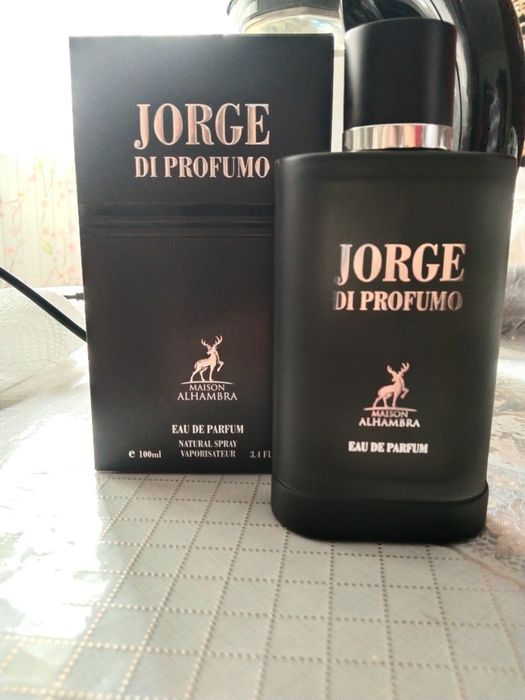 JORGE
DI PROFUMO
MAISON
ALHAMBRA
EAU DE PARFUM
NATURAL SPRAY
e 100ml VAPORISATEUR 3.4 FL
JORGE
DI PROFUMO
MAISON
ALHAMBRA
EAU DE PARFUM